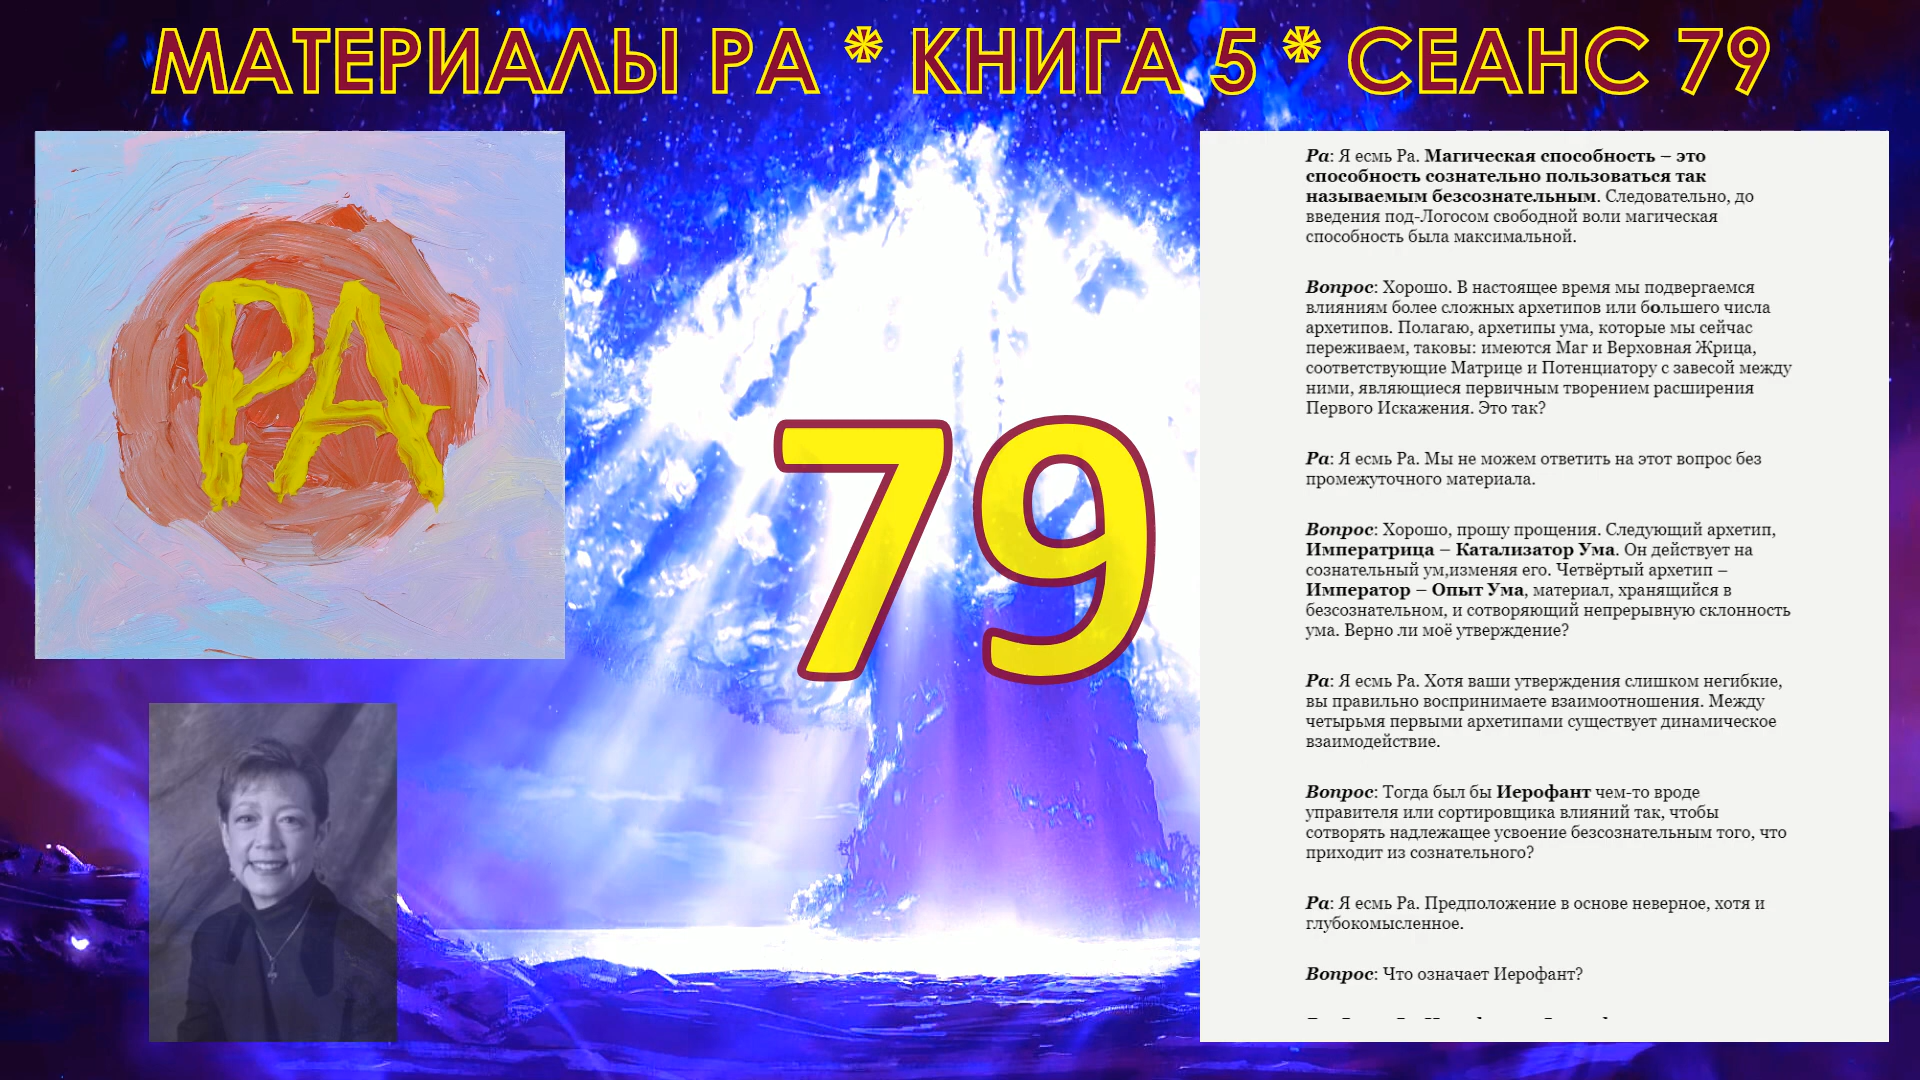 МАТЕРИАЛЫ РА * КНИГА 5 * СЕАНС 79
РА
79
Ра: Я есмь Ра. Магическая способность – это
способность сознательно пользоваться так
называемым безсознательным. Следовательно, до
введения под-Логосом свободной воли магическая
способность была максимальной.
Вопрос: Хорошо. В настоящее время мы подвергаемся
влияниям более сложных архетипов или большего числа
архетипов. Полагаю, архетипы ума, которые мы сейчас
переживаем, таковы: имеются Маг и Верховная Жрица,
соответствующие Матрице и Потенциатору с завесой между
ними, являющиеся первичным творением расширения
Первого Искажения. Это так?
Ра: Я есмь Ра. Мы не можем ответить на этот вопрос без
промежуточного материала.
Вопрос: Хорошо, прошу прощения. Следующий архетип,
Императрица – Катализатор Ума. Он действует на
сознательный ум,изменяя его. Четвёртый архетип –
Император – Опыт Ума, материал, хранящийся в
безсознательном, и сотворяющий непрерывную склонность
ума. Верно ли моё утверждение?
Ра: Я есмь Ра. Хотя ваши утверждения слишком негибкие,
вы правильно воспринимаете взаимоотношения. Между
четырьмя первыми архетипами существует динамическое
взаимодействие.
Вопрос: Тогда был бы Иерофант чем-то вроде
управителя или сортировщика влияний так, чтобы
сотворять надлежащее усвоение безсознательным того, что
приходит из сознательного?
Ра: Я есмь Ра. Предположение в основе неверное, хотя и
глубокомысленное.
Вопрос: Что означает Иерофант?